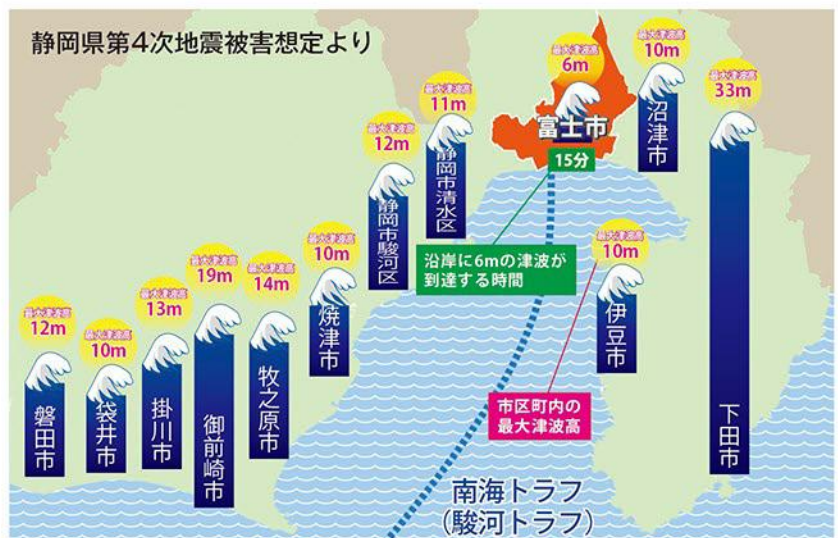 静岡県第4次地震被害想定より
最大津波高
6m
富士市
15分
最大津波高
10m
沼津市
最大津波高
33m
下田市
最大津波高
11m
静岡市清水区
最大津波高
12m
静岡市駿河区
沿岸に6mの津波が
到達する時間
最大津波高
10m
伊豆市
最大津波高
10m
焼津市
最大津波高
14m
牧之原市
最大津波高
19m
御前崎市
最大津波高
13m
掛川市
最大津波高
10m
袋井市
最大津波高
12m
磐田市
市区町内の
最大津波高
南海トラフ
(駿河トラフ)